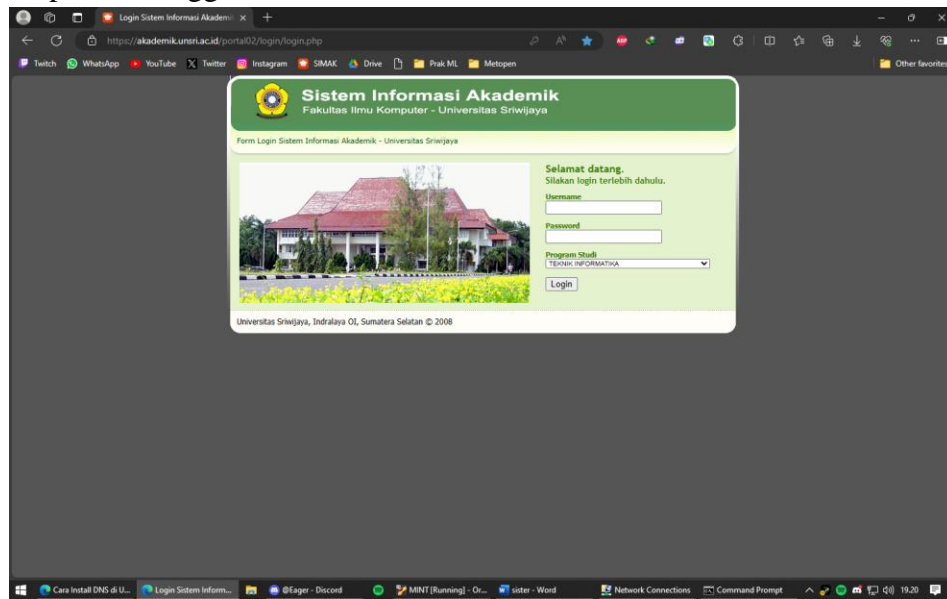 Login Sistem Informasi Akademi
https://akademik.unsri.ac.id/portal02/login/login.php
Twitch WhatsApp YouTube Twitter Instagram SIMAK Drive Prak ML Metopen Other favorites
Sistem Informasi Akademik
Fakultas Ilmu Komputer - Universitas Sriwijaya
Form Login Sistem Informasi Akademik - Universitas Sriwijaya
Selamat datang.
Silakan login terlebih dahulu.
Username
Password
Program Studi
TEKNIK INFORMATIKA
Login
Universitas Sriwijaya, Indralaya OI, Sumatera Selatan © 2008
Cara Install DNS di U... Login Sistem Inform... @Eager - Discord MINT [Running] - Or... sister - Word Network Connections Command Prompt 19.20